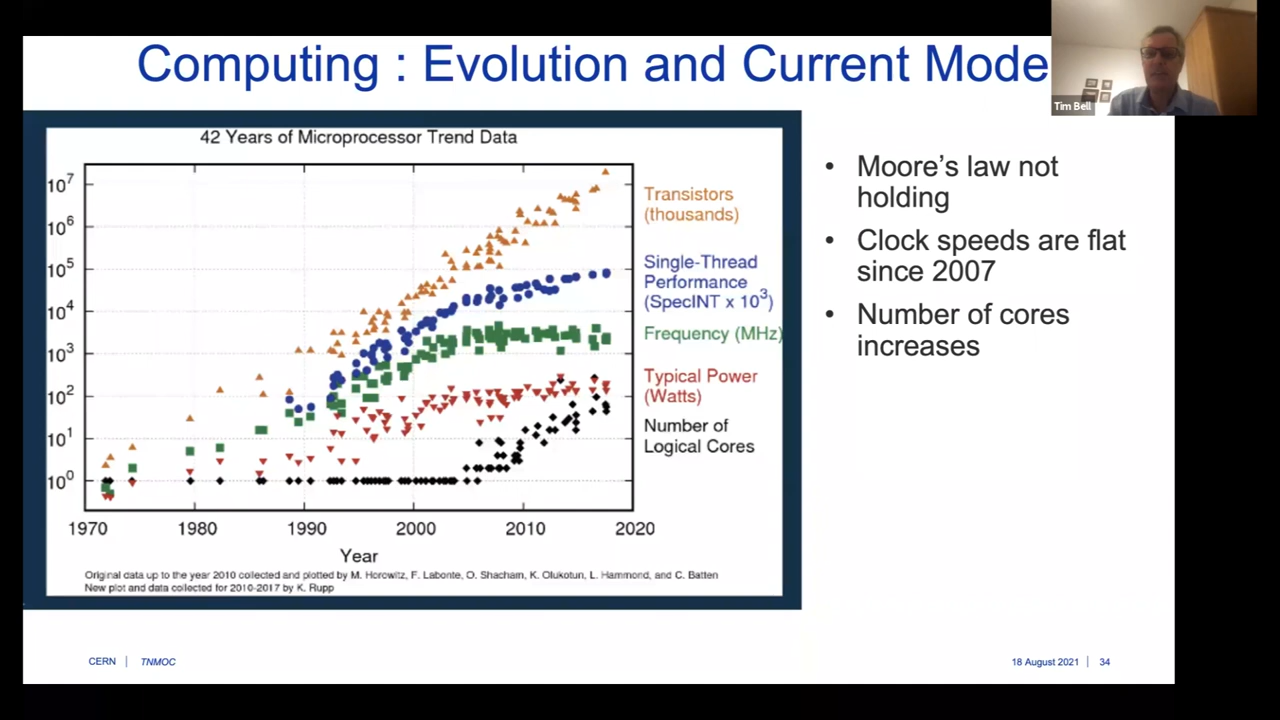 Computing : Evolution and Current Mode
Tim Bell
42 Years of Microprocessor Trend Data
10^7
10^6
10^5
10^4
10^3
10^2
10^1
10^0
Transistors
(thousands)
Single-Thread
Performance
(SpecINT x 10^3)
Frequency (MHz)
Typical Power
(Watts)
Number of
Logical Cores
1970 1980 1990 2000 2010 2020
Year
Original data up to the year 2010 collected and plotted by M. Horowitz, F. Labonte, O. Shacham, K. Olukotun, L. Hammond, and C. Batten
New plot and data collected for 2010-2017 by K. Rupp
• Moore’s law not
holding
• Clock speeds are flat
since 2007
• Number of cores
increases
CERN | TNMOC
18 August 2021 | 34